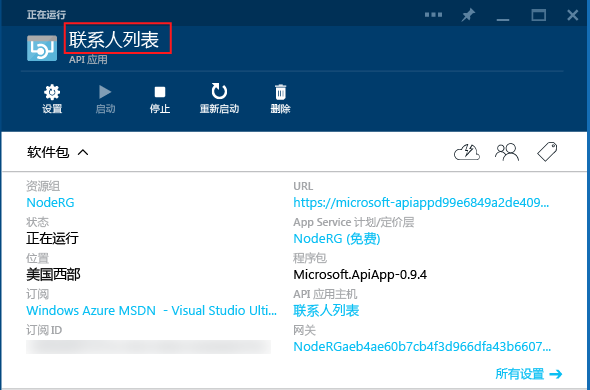 正在运行
联系人列表
API 应用
设置
启动
停止
重新启动
删除
软件包
资源组
NodeRG
状态
正在运行
位置
美国西部
订阅
Windows Azure MSDN - Visual Studio Ulti...
订阅 ID
URL
https://microsoft-apiappd99e6849a2de409...
App Service 计划/定价层
NodeRG (免费)
程序包
Microsoft.ApiApp-0.9.4
API 应用主机
联系人列表
网关
NodeRGaeb4ae60b7cb4f3d966dfa43b6607...
所有设置